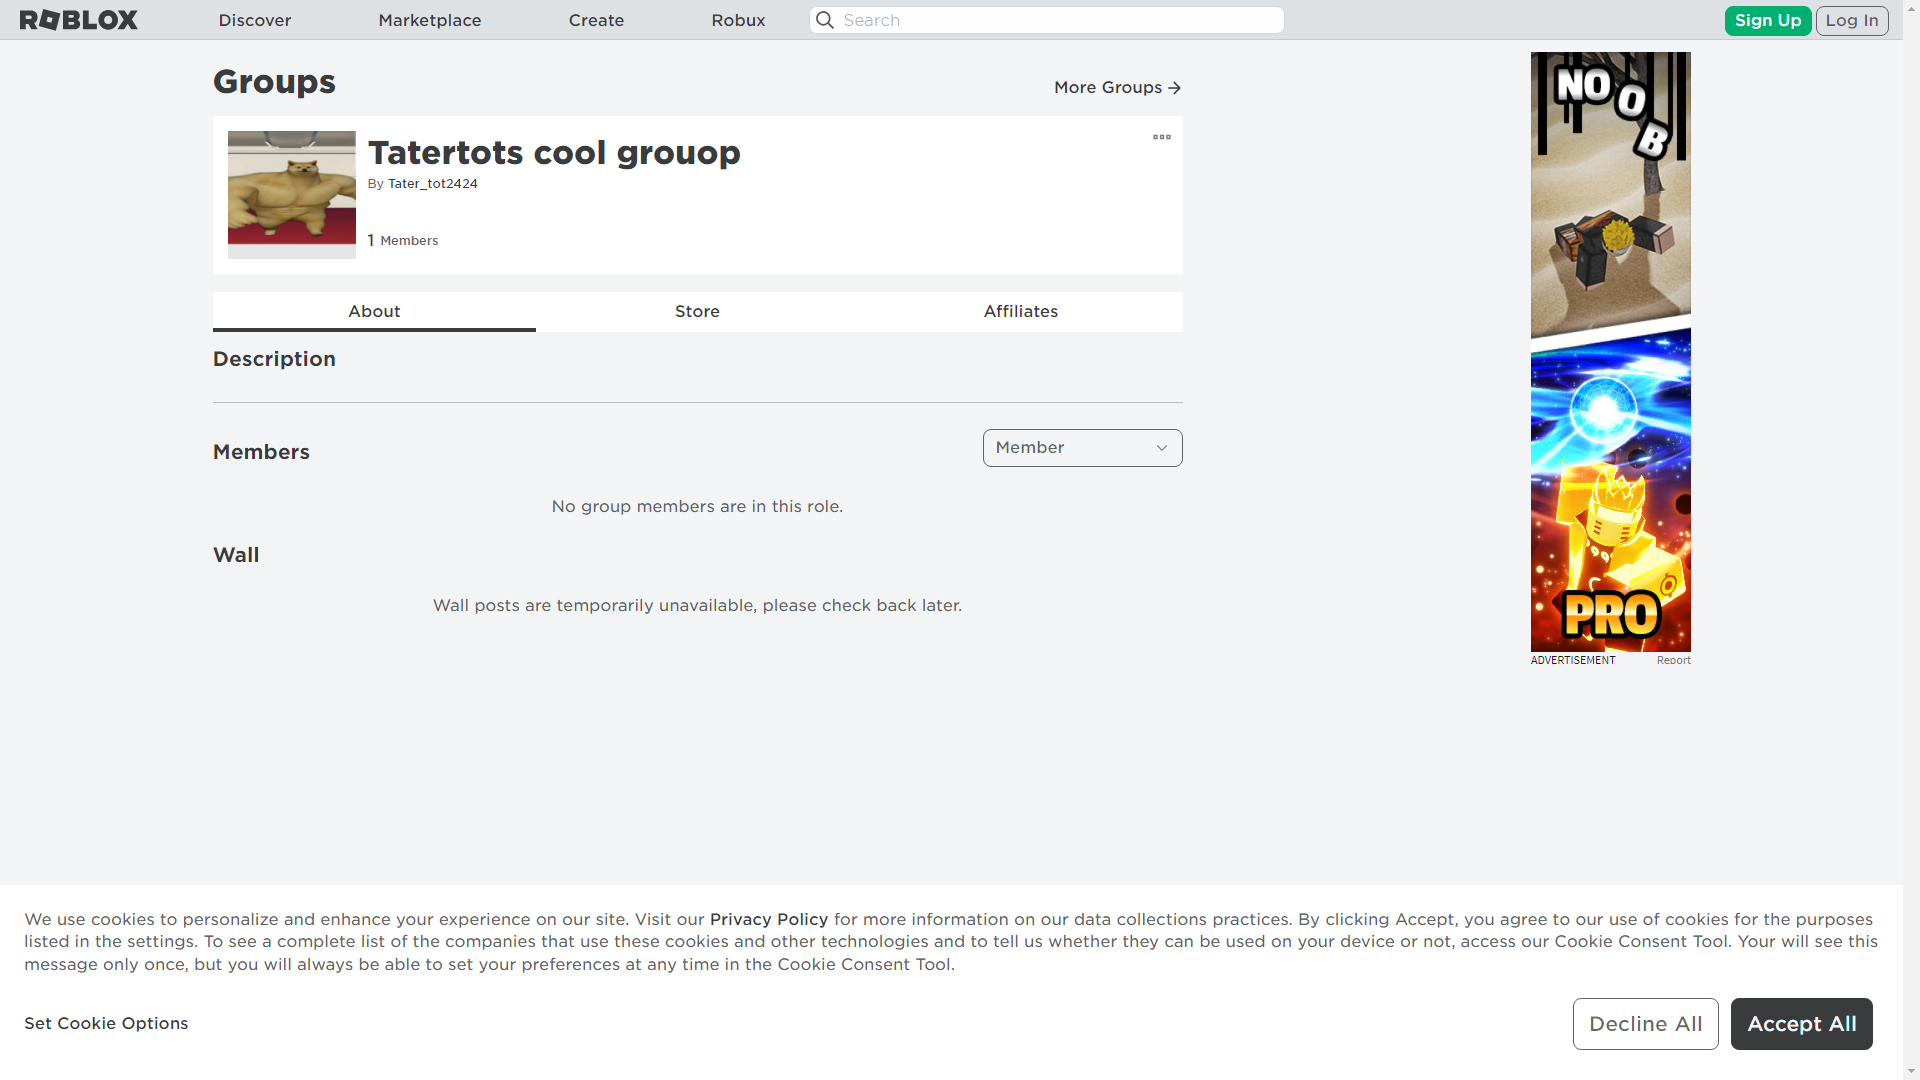 ROBLOX Discover Marketplace Create Robux Search Sign Up Log In
Groups
More Groups
Tatertots cool grouop
By Tater_tot2424
1 Members
About Store Affiliates
Description
Members
Member
No group members are in this role.
Wall
Wall posts are temporarily unavailable, please check back later.
NOOB
PRO
ADVERTISEMENT Report
We use cookies to personalize and enhance your experience on our site. Visit our Privacy Policy for more information on our data collections practices. By clicking Accept, you agree to our use of cookies for the purposes
listed in the settings. To see a complete list of the companies that use these cookies and other technologies and to tell us whether they can be used on your device or not, access our Cookie Consent Tool. Your will see this
message only once, but you will always be able to set your preferences at any time in the Cookie Consent Tool.
Set Cookie Options
Decline All
Accept All